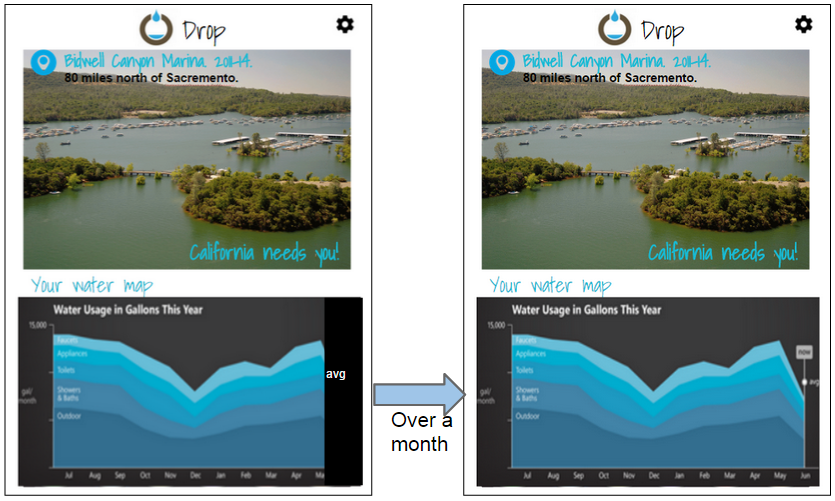 Drop
Bidwell Canyon Marina. 2011-14.
80 miles north of Sacremento.
California needs you!
Your water map
Water Usage in Gallons This Year
15,000
Faucets
Appliances
Toilets
Showers
& Baths
Outdoor
gal/
month
avg
Jul Aug Sep Oct Nov Dec Jan Feb Mar Apr Ma
Over a
month
Drop
Bidwell Canyon Marina. 2011-14.
80 miles north of Sacremento.
California needs you!
Your water map
Water Usage in Gallons This Year
15,000
now
Faucets
Appliances
Toilets
Showers
& Baths
Outdoor
gal/
month
avg
Jul Aug Sep Oct Nov Dec Jan Feb Mar Apr May Jun